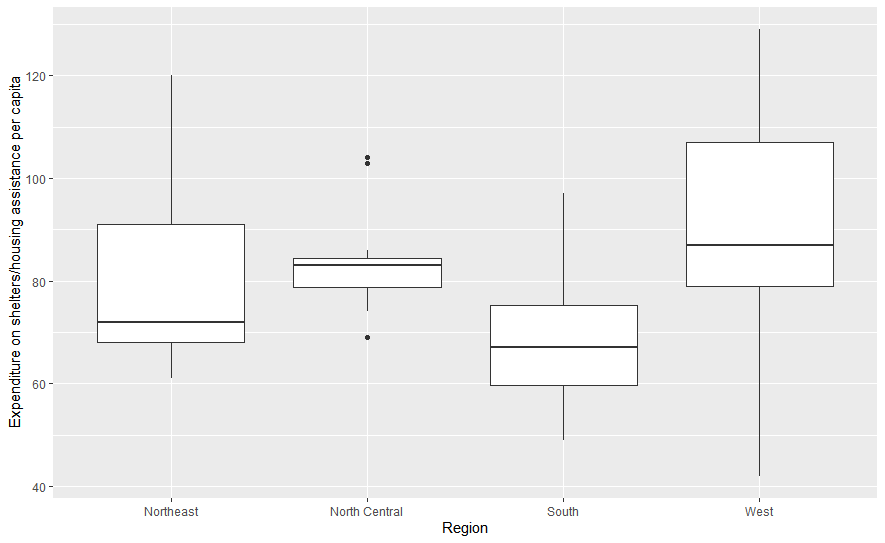 Expenditure on shelters/housing assistance per capita
120
100
80
60
40
Northeast
North Central
South
West
Region